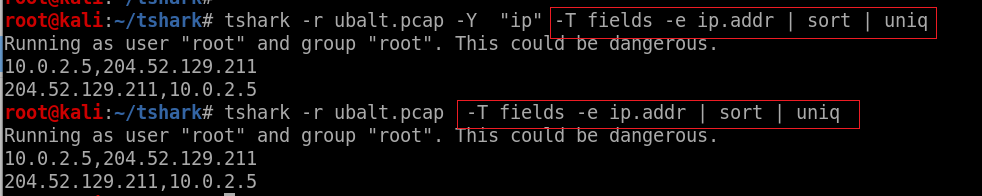 root@kali:~/tshark# tshark -r ubalt.pcap -Y  "ip" -T fields -e ip.addr | sort | uniq
Running as user "root" and group "root". This could be dangerous.
10.0.2.5,204.52.129.211
204.52.129.211,10.0.2.5
root@kali:~/tshark# tshark -r ubalt.pcap  -T fields -e ip.addr | sort | uniq
Running as user "root" and group "root". This could be dangerous.
10.0.2.5,204.52.129.211
204.52.129.211,10.0.2.5